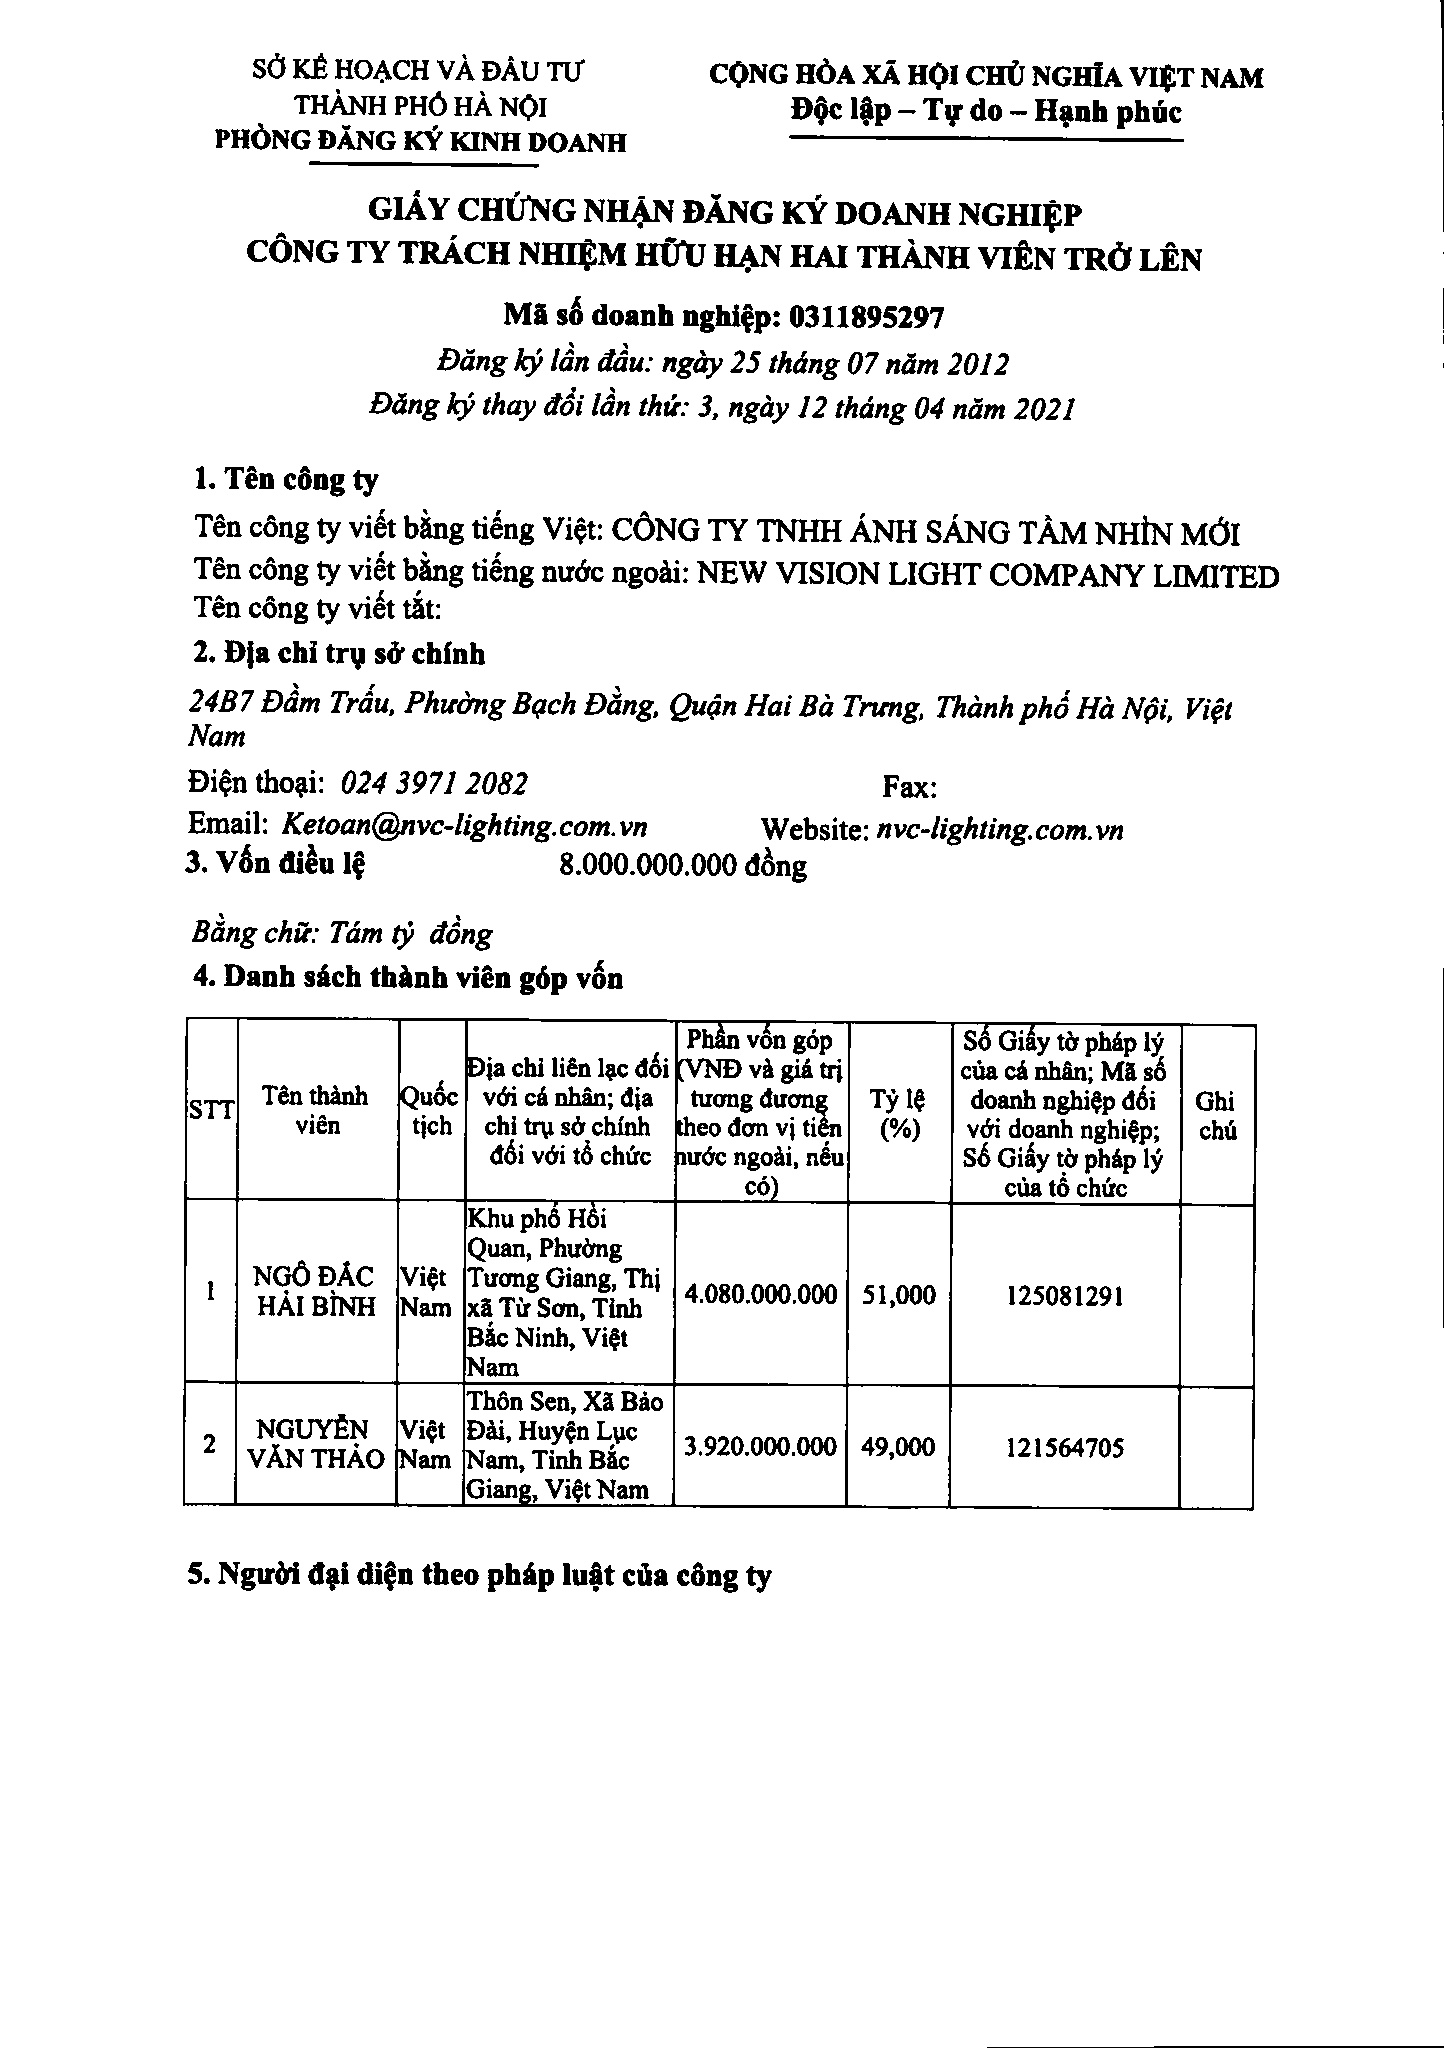 SỞ KẾ HOẠCH VÀ ĐẦU TƯ
THÀNH PHỐ HÀ NỘI
PHÒNG ĐĂNG KÝ KINH DOANH
CỘNG HÒA XÃ HỘI CHỦ NGHĨA VIỆT NAM
Độc lập – Tự do – Hạnh phúc
GIẤY CHỨNG NHẬN ĐĂNG KÝ DOANH NGHIỆP
CÔNG TY TRÁCH NHIỆM HỮU HẠN HAI THÀNH VIÊN TRỞ LÊN
Mã số doanh nghiệp: 0311895297
Đăng ký lần đầu: ngày 25 tháng 07 năm 2012
Đăng ký thay đổi lần thứ: 3, ngày 12 tháng 04 năm 2021
1. Tên công ty
Tên công ty viết bằng tiếng Việt: CÔNG TY TNHH ÁNH SÁNG TẦM NHÌN MỚI
Tên công ty viết bằng tiếng nước ngoài: NEW VISION LIGHT COMPANY LIMITED
Tên công ty viết tắt:
2. Địa chỉ trụ sở chính
24B7 Đầm Trấu, Phường Bạch Đằng, Quận Hai Bà Trưng, Thành phố Hà Nội, Việt
Nam
Điện thoại: 024 3971 2082 Fax:
Email: Ketoan@nvc-lighting.com.vn Website: nvc-lighting.com.vn
3. Vốn điều lệ 8.000.000.000 đồng
Bằng chữ: Tám tỷ đồng
4. Danh sách thành viên góp vốn
STT
Tên thành
viên
Quốc
tịch
Địa chỉ liên lạc đối
với cá nhân; địa
chỉ trụ sở chính
đối với tổ chức
Phần vốn góp
(VNĐ và giá trị
tương đương
theo đơn vị tiền
nước ngoài, nếu
có)
Tỷ lệ
(%)
Số Giấy tờ pháp lý
của cá nhân; Mã số
doanh nghiệp đối
với doanh nghiệp;
Số Giấy tờ pháp lý
của tổ chức
Ghi
chú
1
NGÔ ĐẮC
HẢI BÌNH
Việt
Nam
Khu phố Hồi
Quan, Phường
Tương Giang, Thị
xã Từ Sơn, Tỉnh
Bắc Ninh, Việt
Nam
4.080.000.000
51,000
125081291
2
NGUYỄN
VĂN THẢO
Việt
Nam
Thôn Sen, Xã Bảo
Đài, Huyện Lục
Nam, Tỉnh Bắc
Giang, Việt Nam
3.920.000.000
49,000
121564705
5. Người đại diện theo pháp luật của công ty